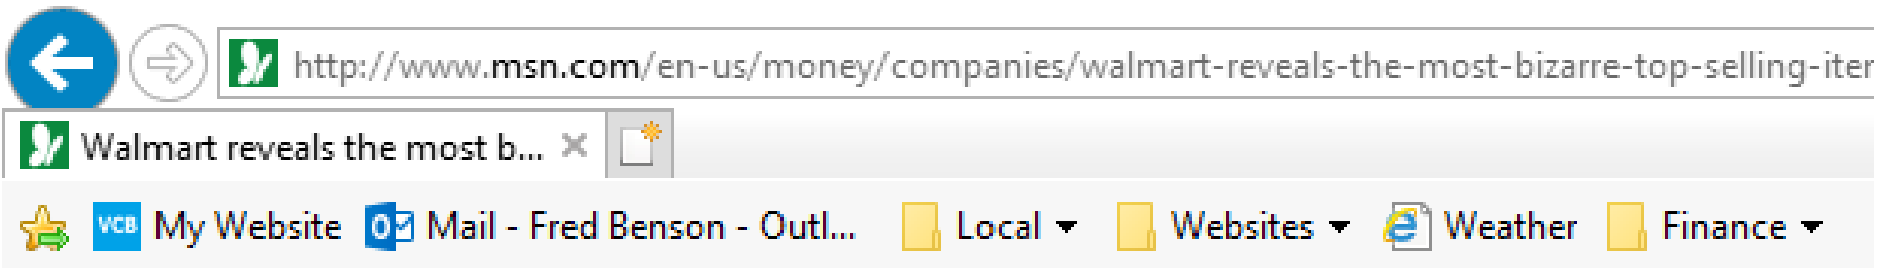 http://www.msn.com/en-us/money/companies/walmart-reveals-the-most-bizarre-top-selling-iter
Walmart reveals the most b...
VCB My Website Mail - Fred Benson - Outl... Local Websites Weather Finance